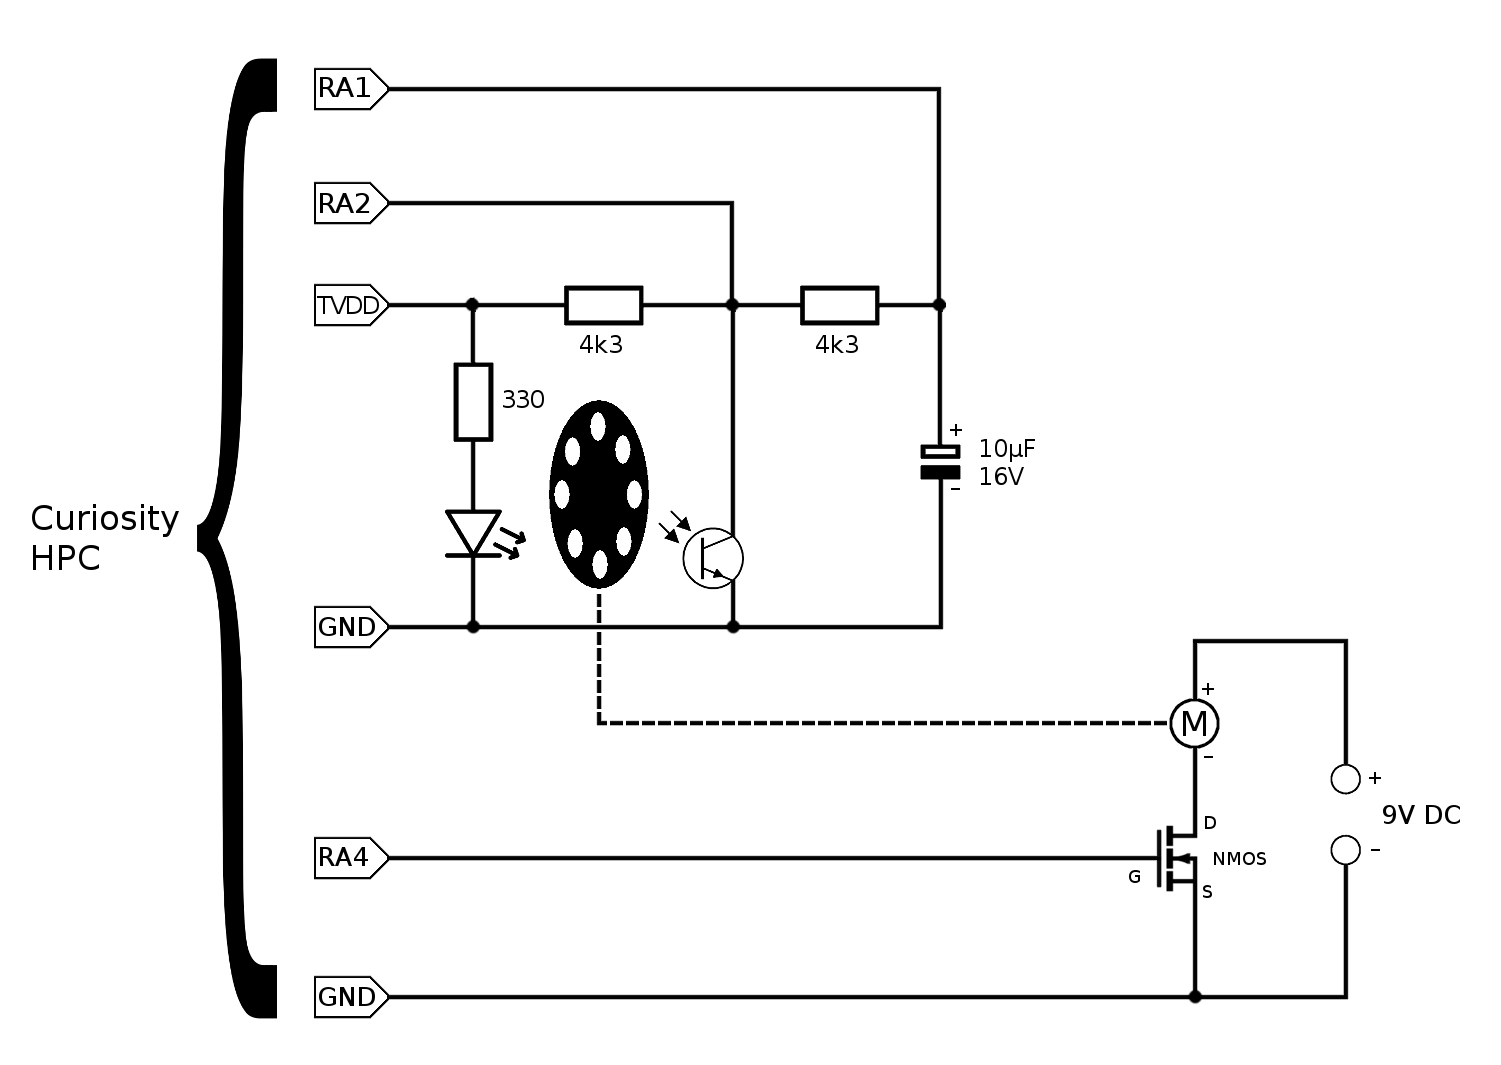 RA1
RA2
TVDD
4k3
4k3
330
+
10µF
16V
-
Curiosity
HPC
GND
+
M
-
+
9V DC
-
D
RA4
NMOS
G
S
GND